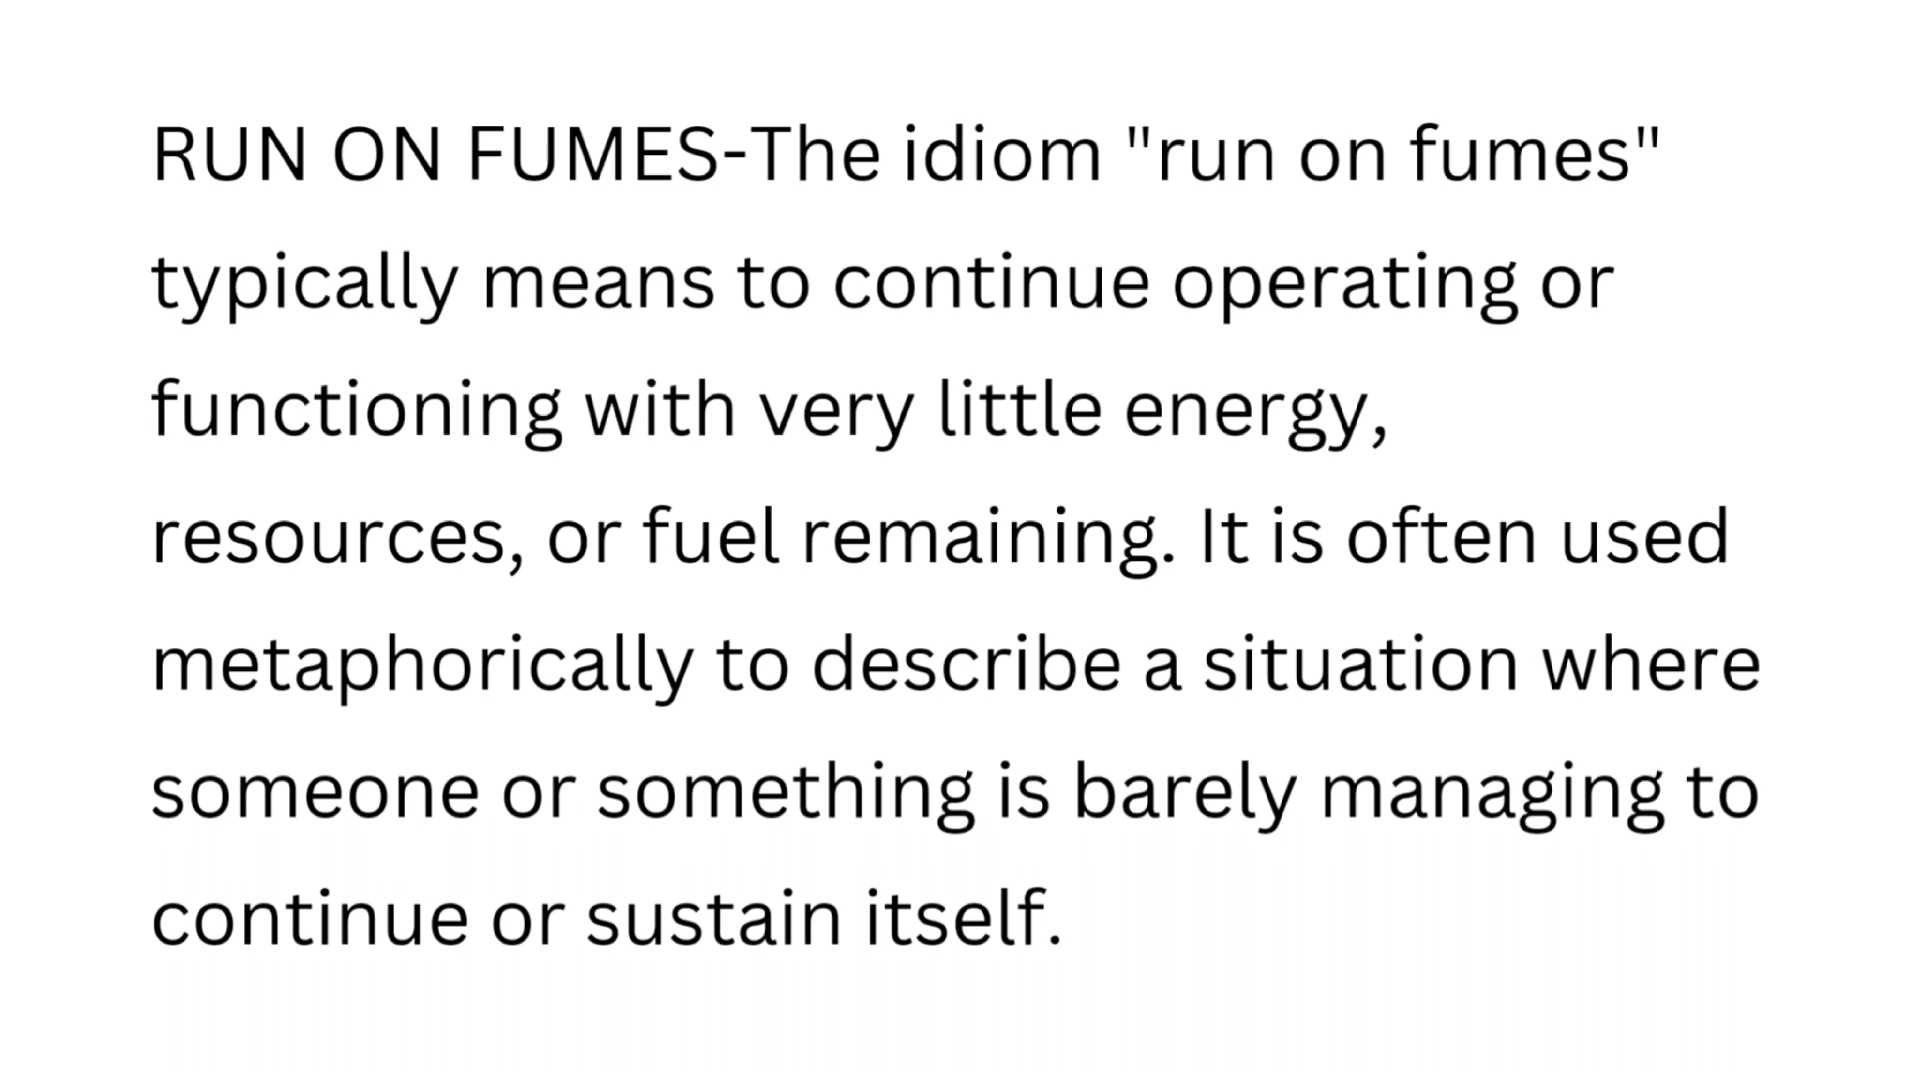 RUN ON FUMES-The idiom "run on fumes"
typically means to continue operating or
functioning with very little energy,
resources, or fuel remaining. It is often used
metaphorically to describe a situation where
someone or something is barely managing to
continue or sustain itself.